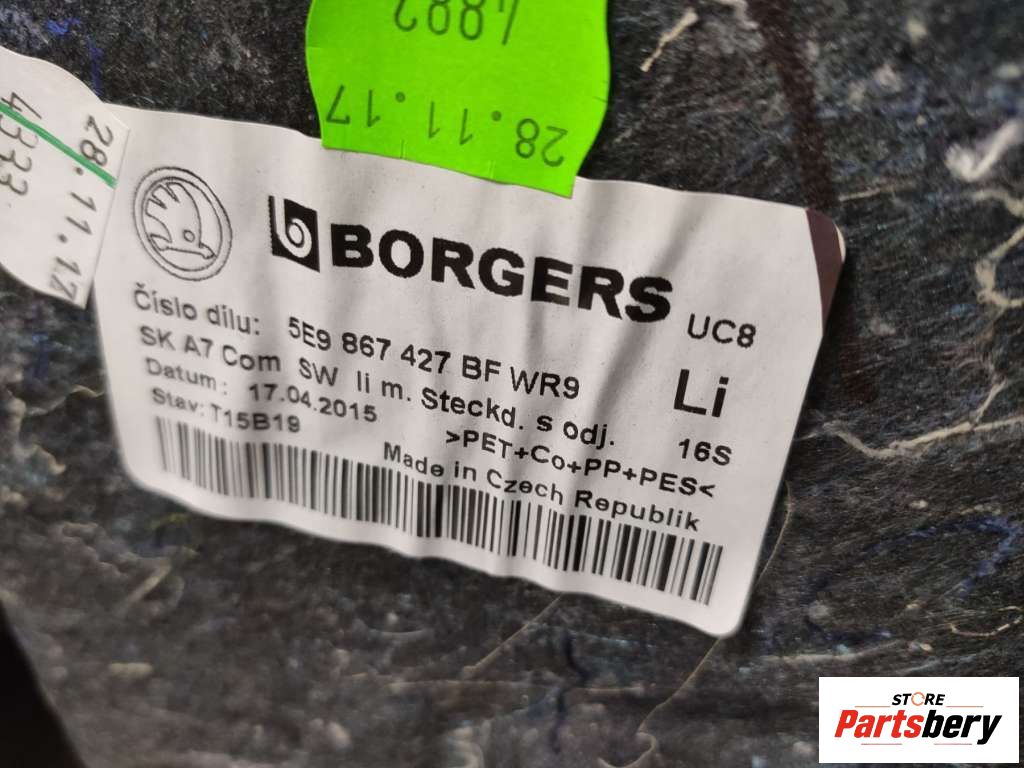 4882
28.11.17
28.11.17
4333
BORGERS
UC8
Číslo dílu: 5E9 867 427 BF WR9
Li
SK A7 Com SW li m. Steckd. s odj.
16S
Datum: 17.04.2015
>PET+Co+PP+PES<
Stav: T15B19
Made in Czech Republik
STORE
Partsbery